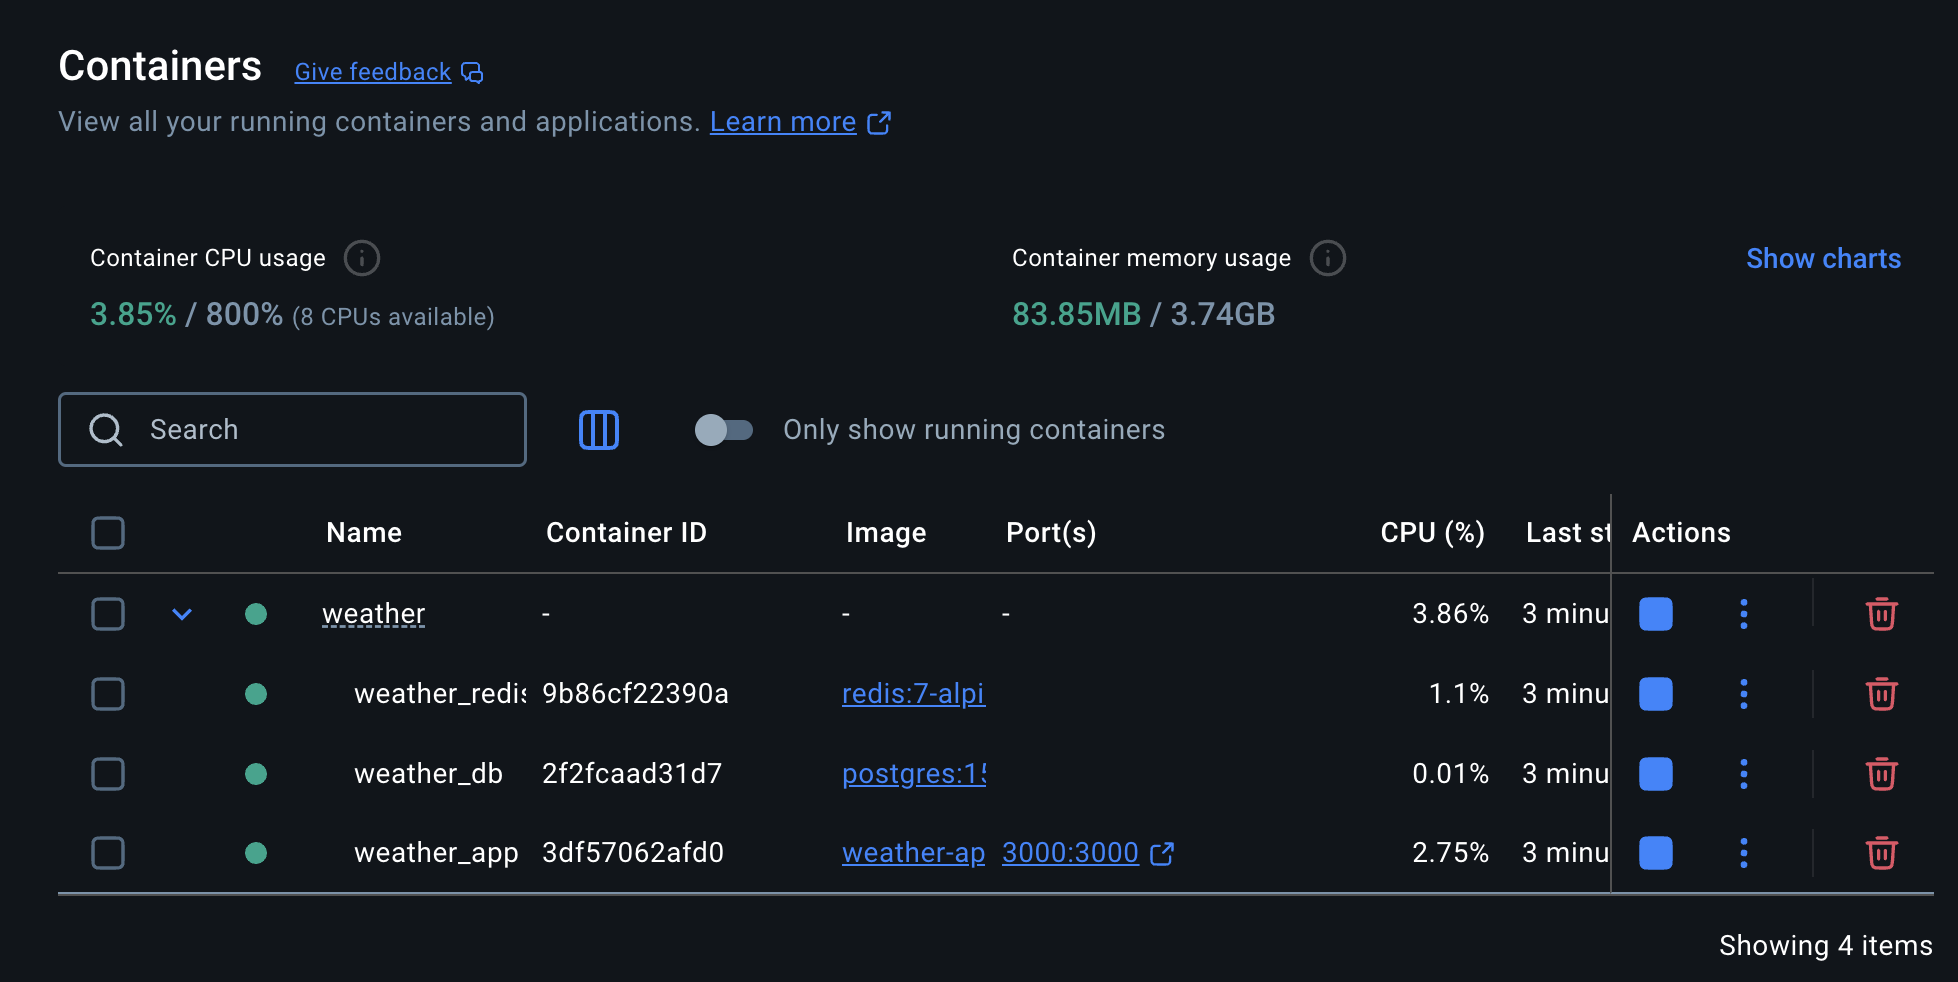 Containers Give feedback
View all your running containers and applications. Learn more
Container CPU usage Container memory usage Show charts
3.85% / 800% (8 CPUs available) 83.85MB / 3.74GB
Search Only show running containers
Name Container ID Image Port(s) CPU (%) Last st Actions
weather - - - 3.86% 3 minu
weather_redis 9b86cf22390a redis:7-alpi 1.1% 3 minu
weather_db 2f2fcaad31d7 postgres:15 0.01% 3 minu
weather_app 3df57062afd0 weather-ap 3000:3000 2.75% 3 minu
Showing 4 items